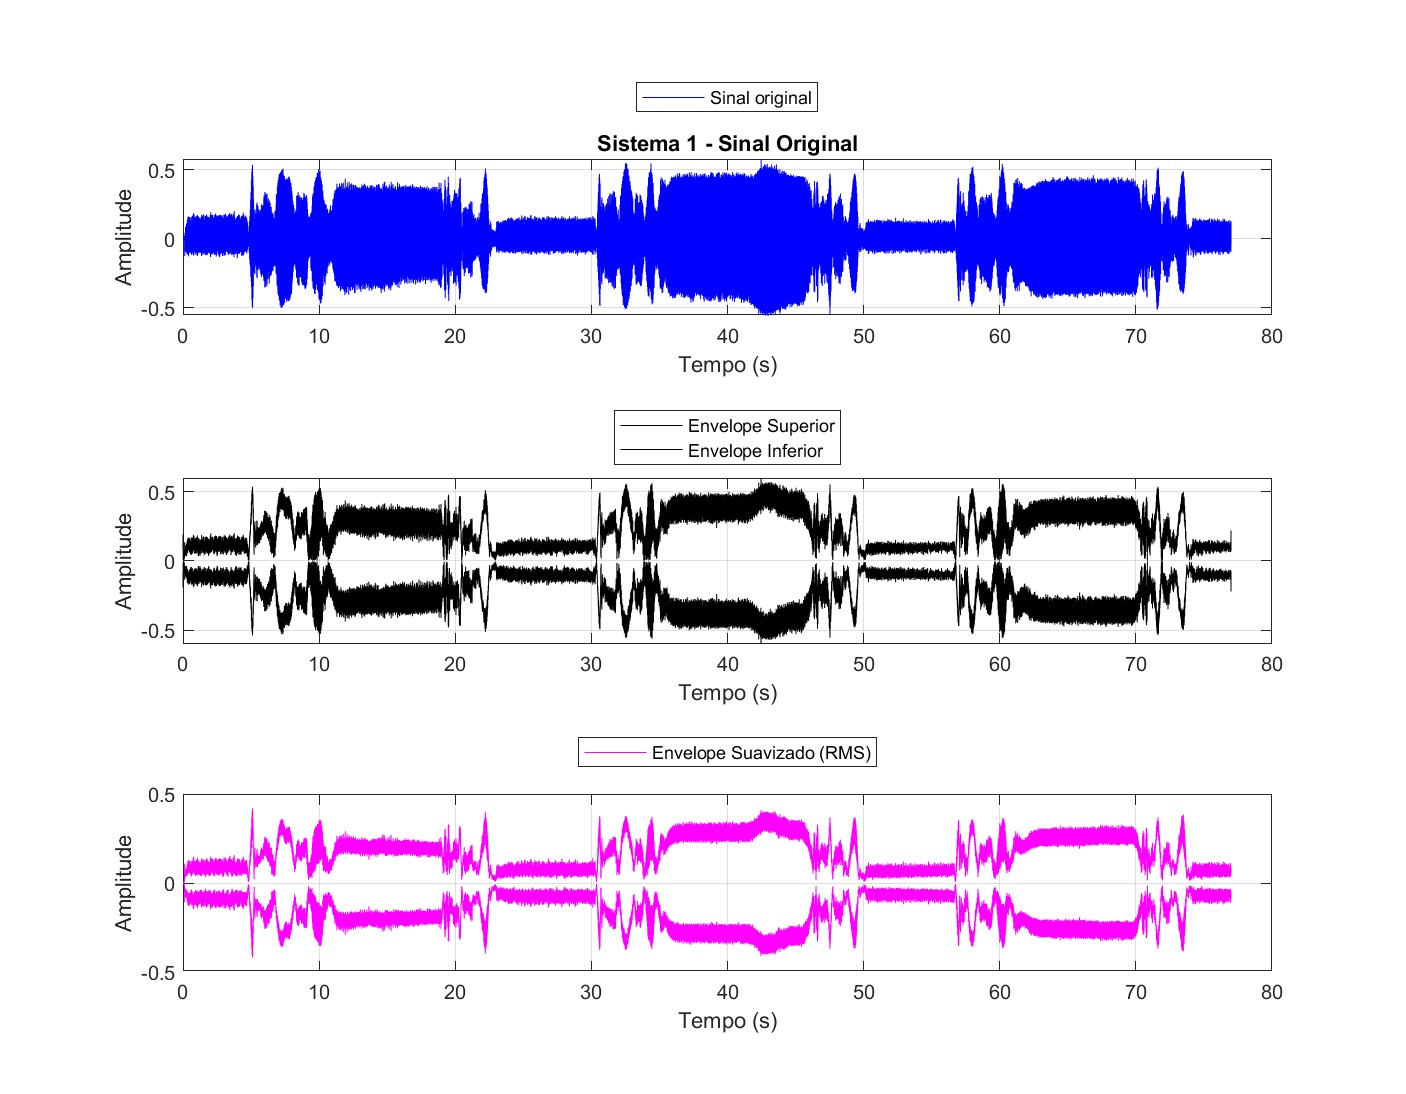 Sinal original
Sistema 1 - Sinal Original
Amplitude
0.5
0
-0.5
0 10 20 30 40 50 60 70 80
Tempo (s)
Envelope Superior
Envelope Inferior
Amplitude
0.5
0
-0.5
0 10 20 30 40 50 60 70 80
Tempo (s)
Envelope Suavizado (RMS)
Amplitude
0.5
0
-0.5
0 10 20 30 40 50 60 70 80
Tempo (s)